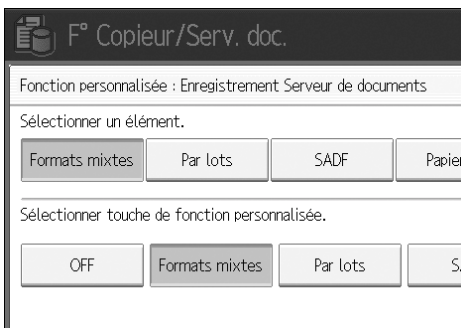 F° Copieur/Serv. doc.
Fonction personnalisée : Enregistrement Serveur de documents
Sélectionner un élément.
Formats mixtes Par lots SADF Papier
Sélectionner touche de fonction personnalisée.
OFF Formats mixtes Par lots